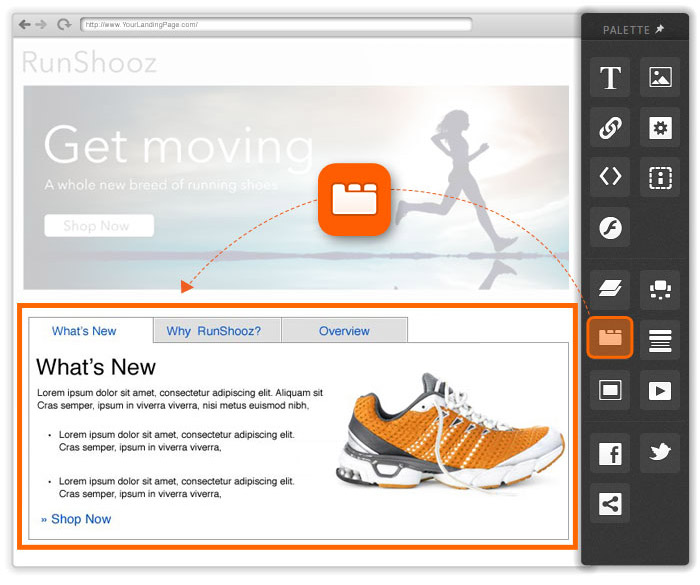 http://www.YourLandingPage.com/
PALETTE
RunShooz
Get moving
A whole new breed of running shoes
Shop Now
What's New
Why RunShooz?
Overview
What's New
Lorem ipsum dolor sit amet, consectetur adipiscing elit. Aliquam sit
Cras semper, ipsum in viverra viverra, nisi metus euismod nibh,
• Lorem ipsum dolor sit amet, consectetur adipiscing elit.
Cras semper, ipsum in viverra viverra,
• Lorem ipsum dolor sit amet, consectetur adipiscing elit.
Cras semper, ipsum in viverra viverra,
» Shop Now